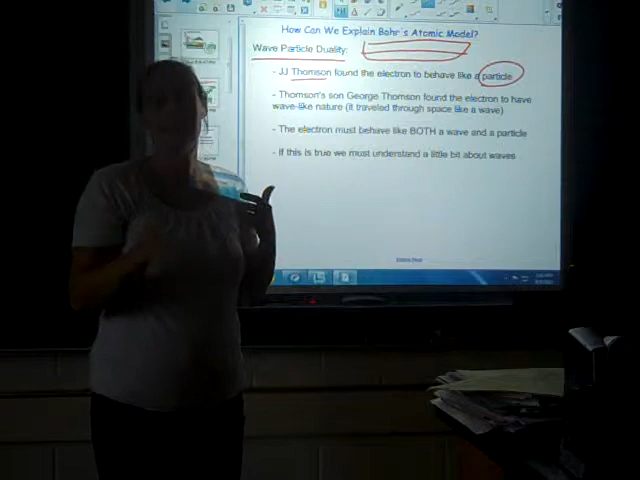 How Can We Explain Bohr's Atomic Model?
Wave Particle Duality:
- JJ Thomson found the electron to behave like a particle
- Thomson's son George Thomson found the electron to have
wave-like nature (it traveled through space like a wave)
- The electron must behave like BOTH a wave and a particle
- If this is true we must understand a little bit about waves